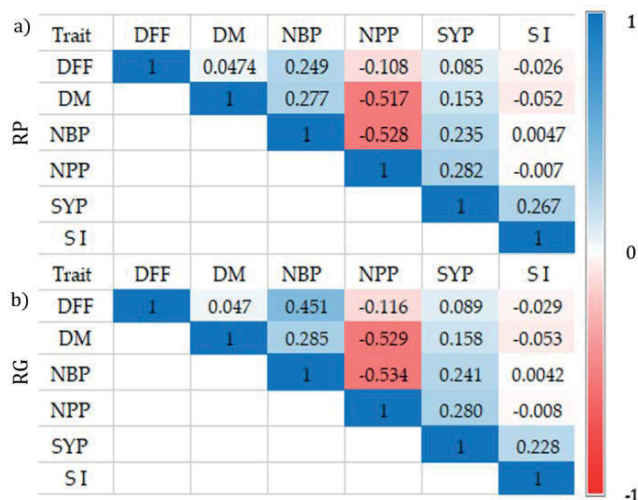 a) Trait DFF DM NBP NPP SYP S I 1
DFF 1 0.0474 0.249 -0.108 0.085 -0.026
DM 1 0.277 -0.517 0.153 -0.052
RP
NBP 1 -0.528 0.235 0.0047
NPP 1 0.282 -0.007
SYP 1 0.267
S I 1
0
Trait DFF DM NBP NPP SYP S I
b) DFF 1 0.047 0.451 -0.116 0.089 -0.029
DM 1 0.285 -0.529 0.158 -0.053
RG
NBP 1 -0.534 0.241 0.0042
NPP 1 0.280 -0.008
SYP 1 0.228
S I 1
-1